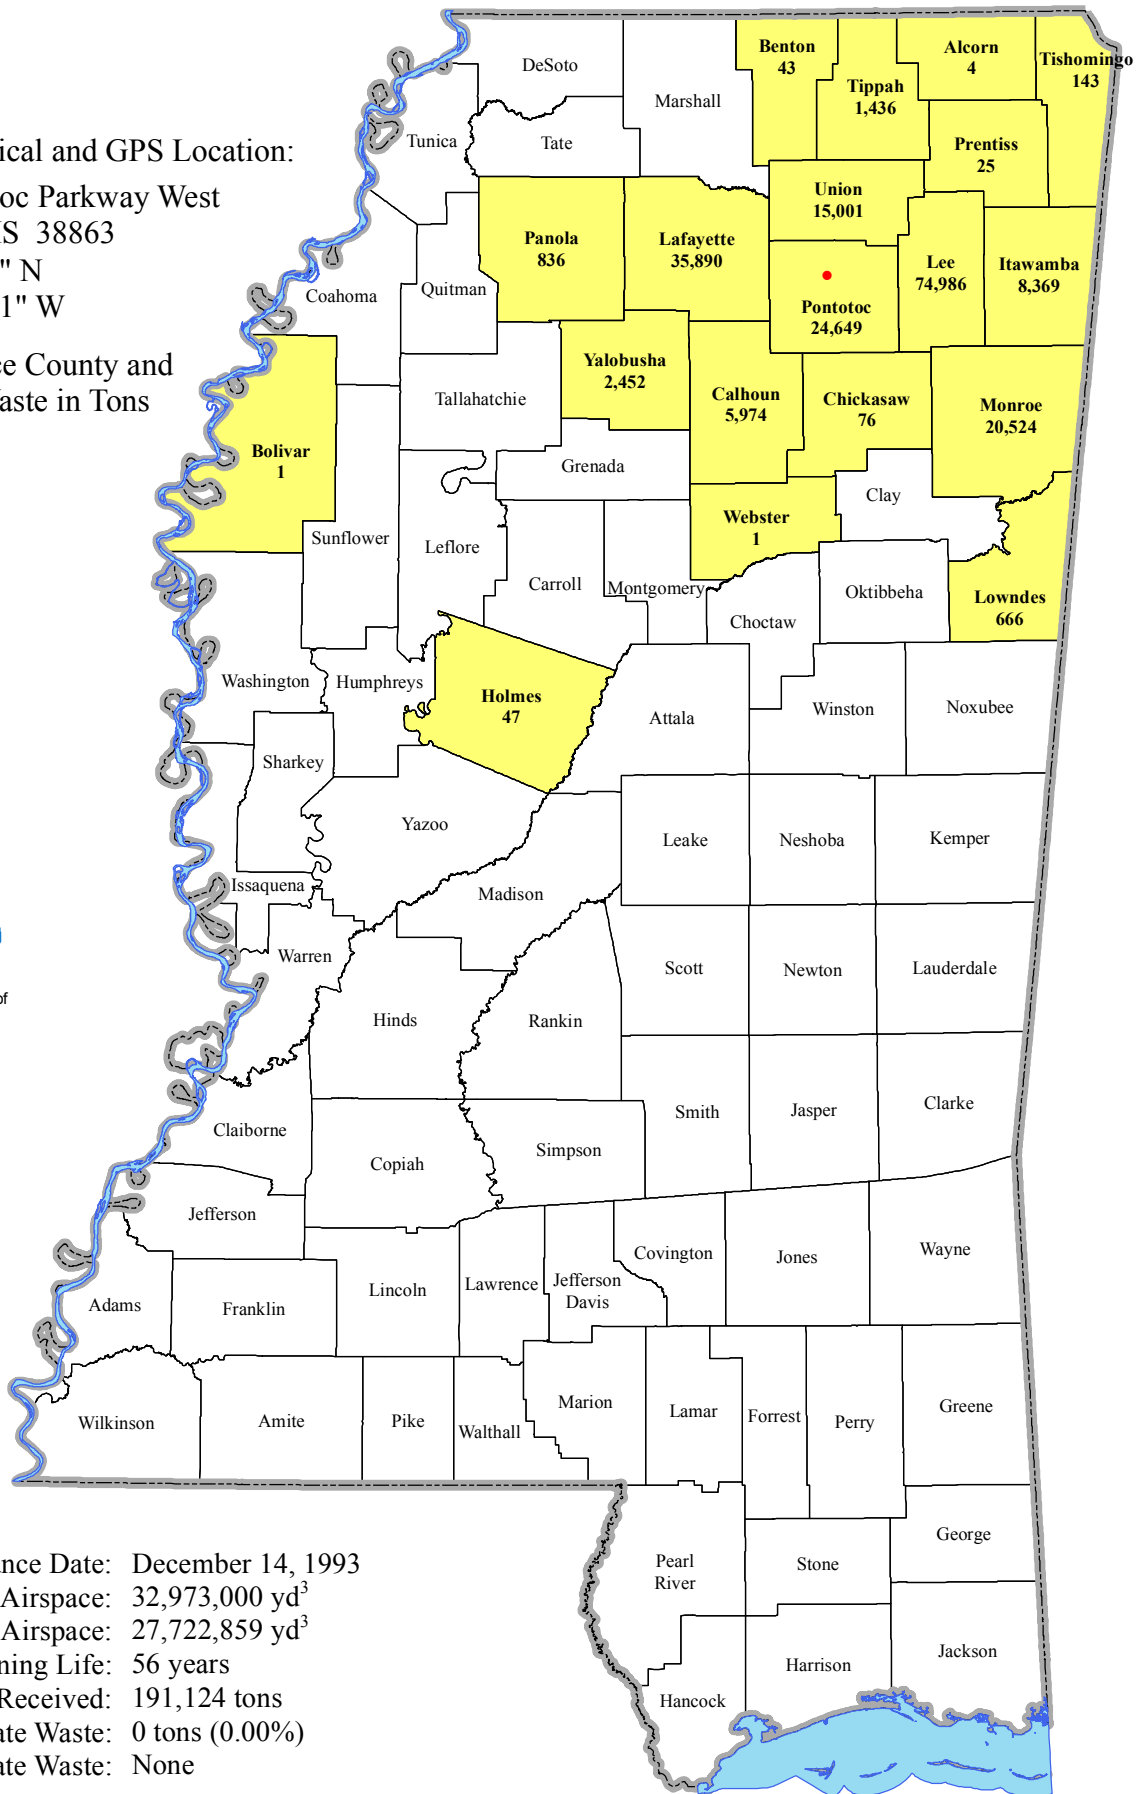 ical and GPS Location:
oc Parkway West
IS 38863
" N
1" W
ce County and
Vaste in Tons
DeSoto
Marshall
Benton
43
Tippah
1,436
Alcorn
4
Tishomingo
143
Tunica
Tate
Prentiss
25
Union
15,001
Panola
836
Lafayette
35,890
Pontotoc
24,649
Lee
74,986
Itawamba
8,369
Coahoma
Quitman
Yalobusha
2,452
Calhoun
5,974
Chickasaw
76
Monroe
20,524
Tallahatchie
Bolivar
1
Grenada
Clay
Sunflower
Leflore
Webster
1
Carroll
Montgomery
Choctaw
Oktibbeha
Lowndes
666
Washington
Humphreys
Holmes
47
Attala
Winston
Noxubee
Sharkey
Yazoo
Leake
Neshoba
Kemper
Issaquena
Madison
Warren
Scott
Newton
Lauderdale
of
Hinds
Rankin
Claiborne
Copiah
Simpson
Smith
Jasper
Clarke
Jefferson
Adams
Franklin
Lincoln
Lawrence
Jefferson
Davis
Covington
Jones
Wayne
Wilkinson
Amite
Pike
Walthall
Marion
Lamar
Forrest
Perry
Greene
Pearl
River
Stone
George
Hancock
Harrison
Jackson
ance Date: December 14, 1993
Airspace: 32,973,000 yd³
Airspace: 27,722,859 yd³
ning Life: 56 years
Received: 191,124 tons
ate Waste: 0 tons (0.00%)
ate Waste: None